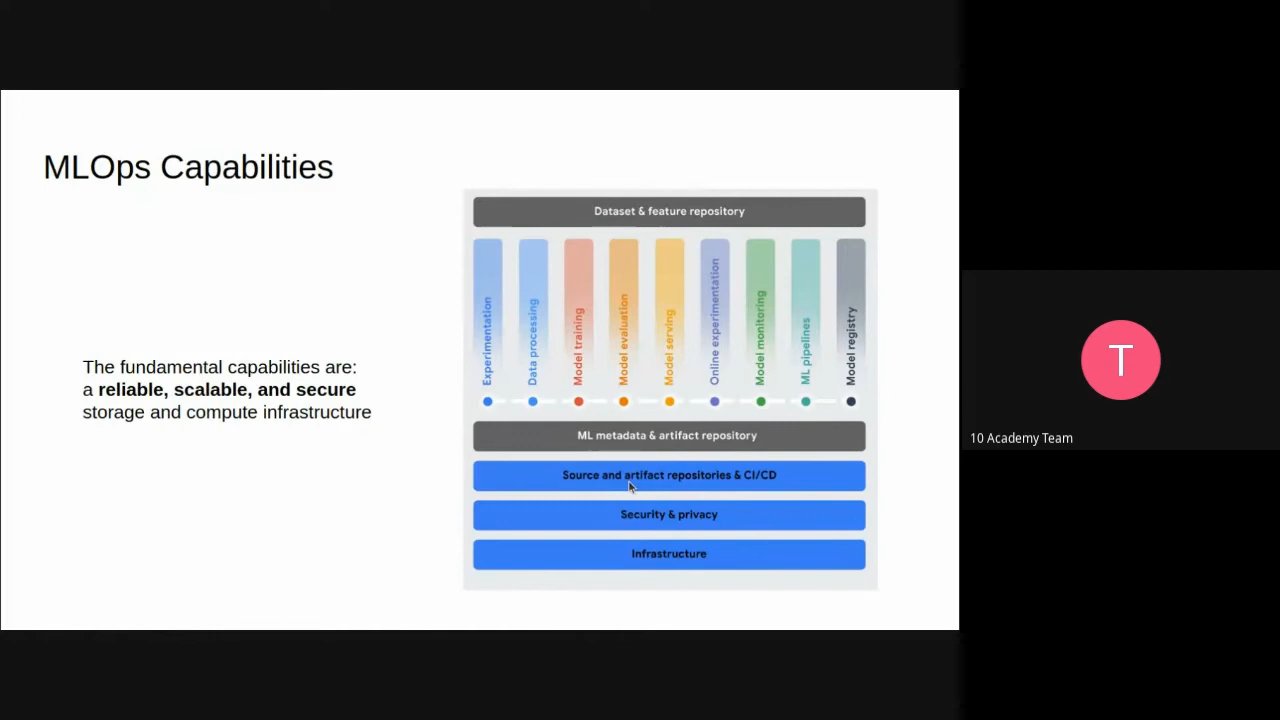 MLOps Capabilities
The fundamental capabilities are:
a reliable, scalable, and secure
storage and compute infrastructure
Dataset & feature repository
Experimentation
Data processing
Model training
Model evaluation
Model serving
Online experimentation
Model monitoring
ML pipelines
Model registry
ML metadata & artifact repository
Source and artifact repositories & CI/CD
Security & privacy
Infrastructure
T
10 Academy Team